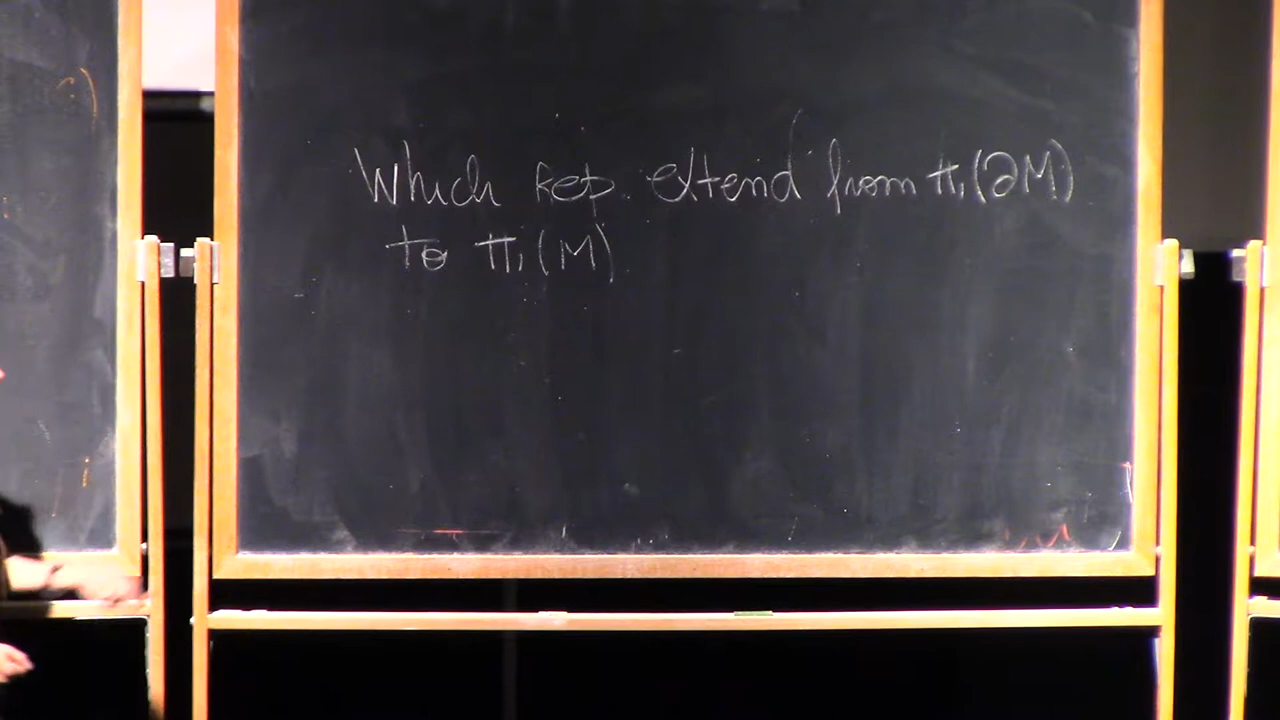 Which Rep. extend from π₁(∂M)
to π₁(M)